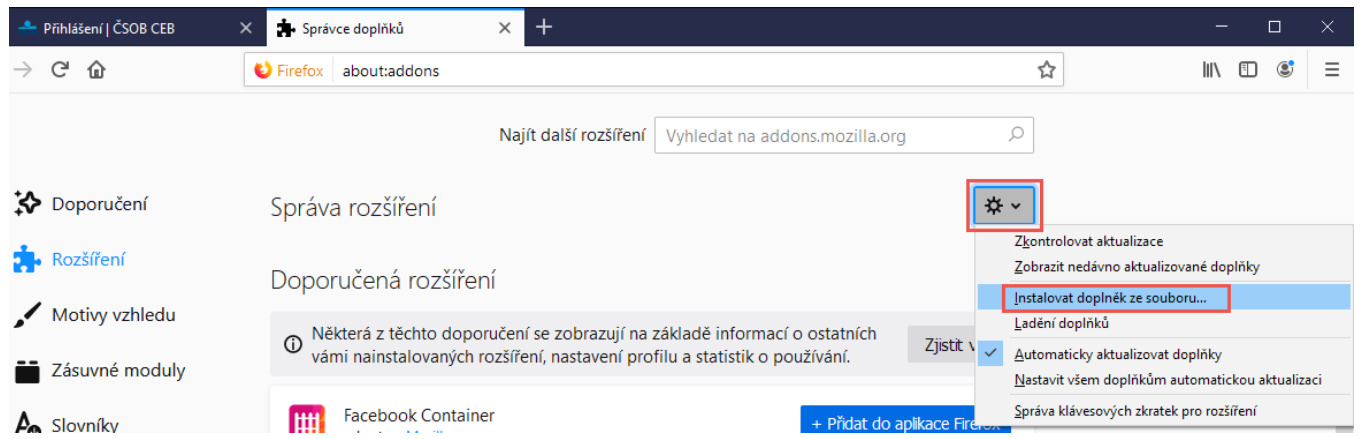 Přihlášení | ČSOB CEB
Správce doplňků
Firefox
about:addons
Najít další rozšíření
Vyhledat na addons.mozilla.org
Doporučení
Rozšíření
Motivy vzhledu
Zásuvné moduly
Slovníky
Správa rozšíření
Zkontrolovat aktualizace
Zobrazit nedávno aktualizované doplňky
Instalovat doplněk ze souboru...
Ladění doplňků
Automaticky aktualizovat doplňky
Nastavit všem doplňkům automatickou aktualizaci
Správa klávesových zkratek pro rozšíření
Doporučená rozšíření
Některá z těchto doporučení se zobrazují na základě informací o ostatních
vámi nainstalovaných rozšíření, nastavení profilu a statistik o používání.
Zjistit
Facebook Container
+ Přidat do aplikace Firefox